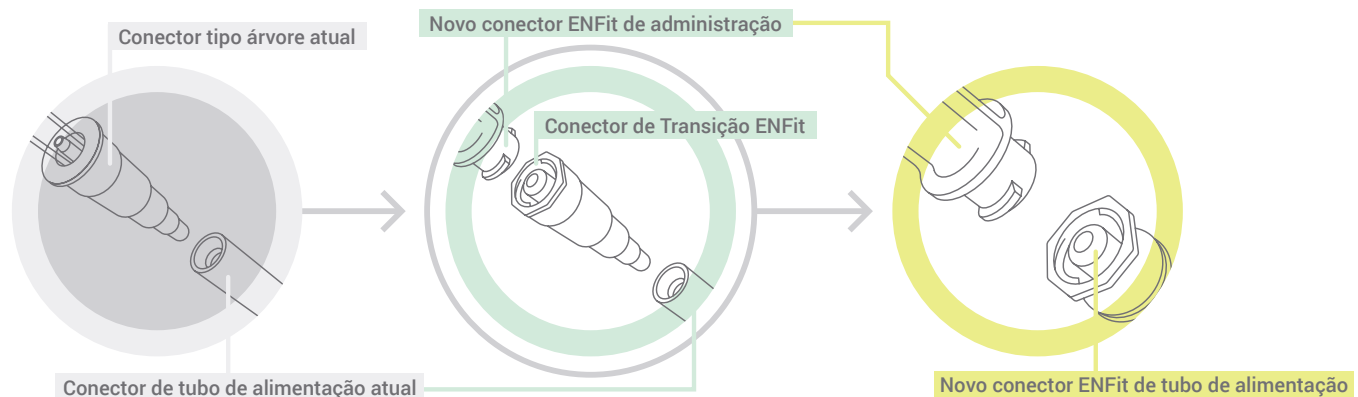 Conector tipo árvore atual
Novo conector ENFit de administração
Conector de Transição ENFit
Conector de tubo de alimentação atual
Novo conector ENFit de tubo de alimentação